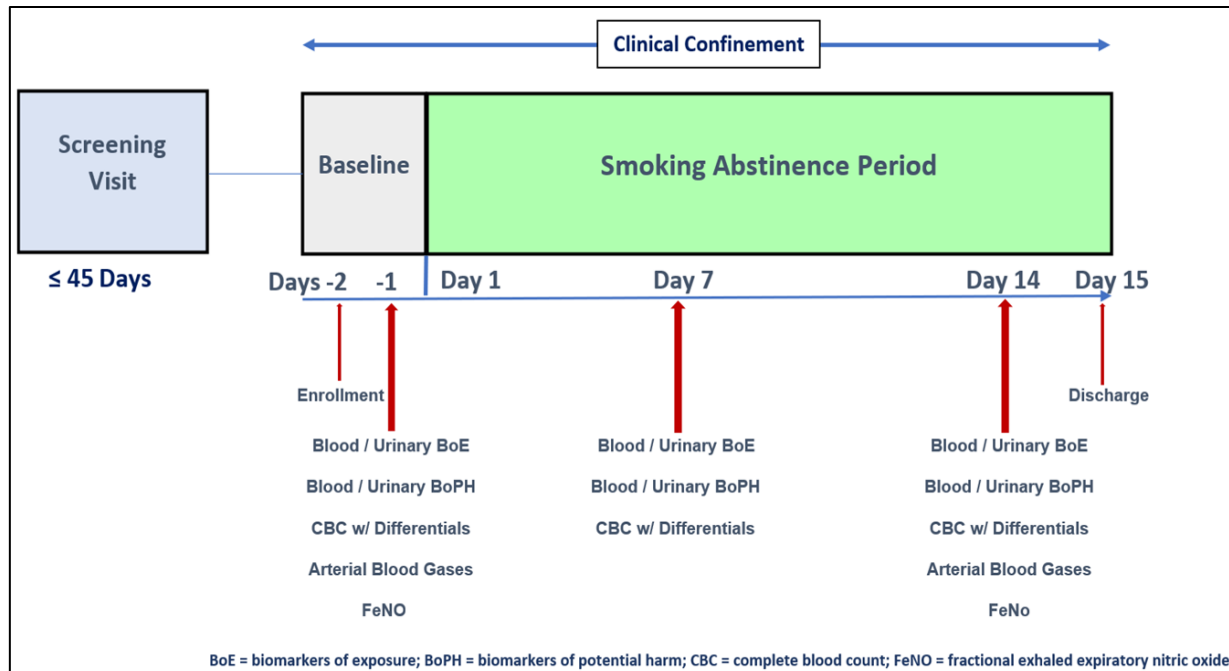 Clinical Confinement
Screening
Visit
Baseline
Smoking Abstinence Period
≤ 45 Days
Days -2
-1
Day 1
Day 7
Day 14
Day 15
Enrollment
Discharge
Blood / Urinary BoE
Blood / Urinary BoPH
CBC w/ Differentials
Arterial Blood Gases
FeNO
Blood / Urinary BoE
Blood / Urinary BoPH
CBC w/ Differentials
Blood / Urinary BoE
Blood / Urinary BoPH
CBC w/ Differentials
Arterial Blood Gases
FeNo
BoE = biomarkers of exposure; BoPH = biomarkers of potential harm; CBC = complete blood count; FeNO = fractional exhaled expiratory nitric oxide